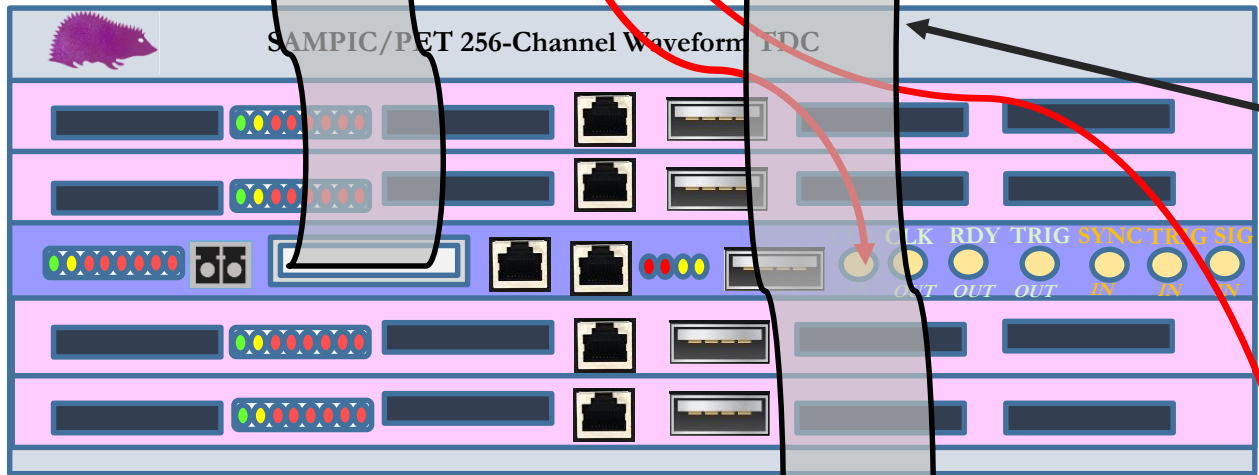 SAMPIC/PET 256-Channel Waveform TDC
CLK RDY TRIG SYNC TRIG SIG
OUT OUT OUT IN IN IN